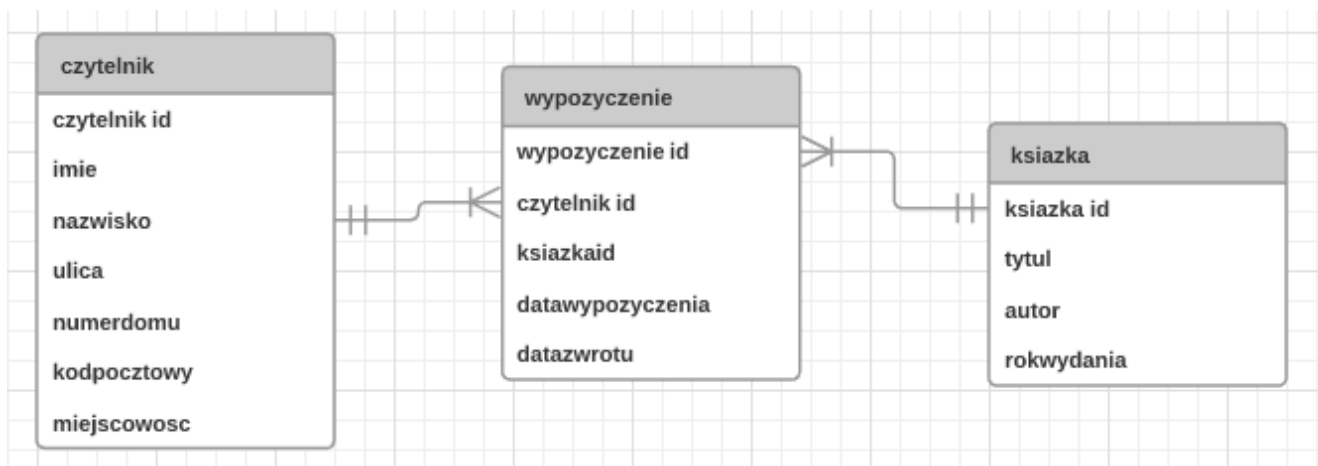 czytelnik
czytelnik id
imie
nazwisko
ulica
numerdomu
kodpocztowy
miejscowosc
wypozyczenie
wypozyczenie id
czytelnik id
ksiazkaid
datawypozyczenia
datazwrotu
ksiazka
ksiazka id
tytul
autor
rokwydania